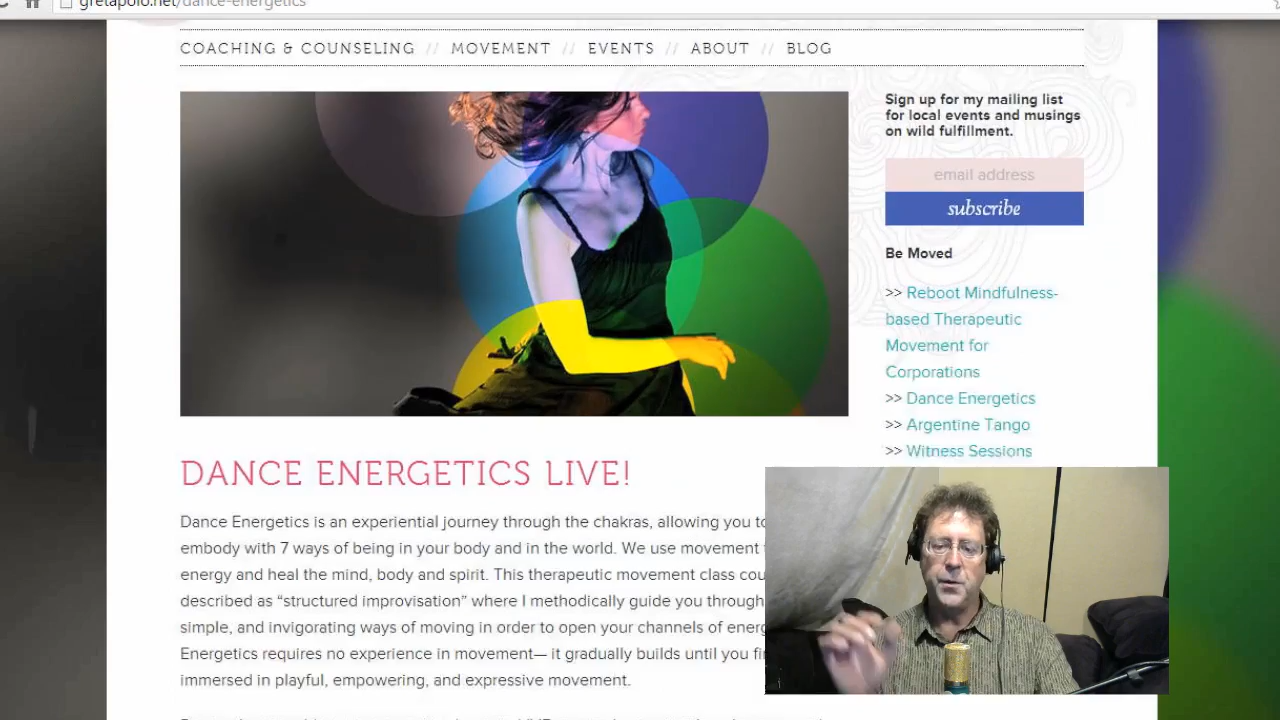 gretapolo.net/dance-energetics
COACHING & COUNSELING // MOVEMENT // EVENTS // ABOUT // BLOG
Sign up for my mailing list
for local events and musings
on wild fulfillment.
email address
subscribe
Be Moved
>> Reboot Mindfulness-
based Therapeutic
Movement for
Corporations
>> Dance Energetics
>> Argentine Tango
>> Witness Sessions
DANCE ENERGETICS LIVE!
Dance Energetics is an experiential journey through the chakras, allowing you to
embody with 7 ways of being in your body and in the world. We use movement
energy and heal the mind, body and spirit. This therapeutic movement class
described as “structured improvisation” where I methodically guide you through
simple, and invigorating ways of moving in order to open your channels of
Energetics requires no experience in movement— it gradually builds until you
immersed in playful, empowering, and expressive movement.